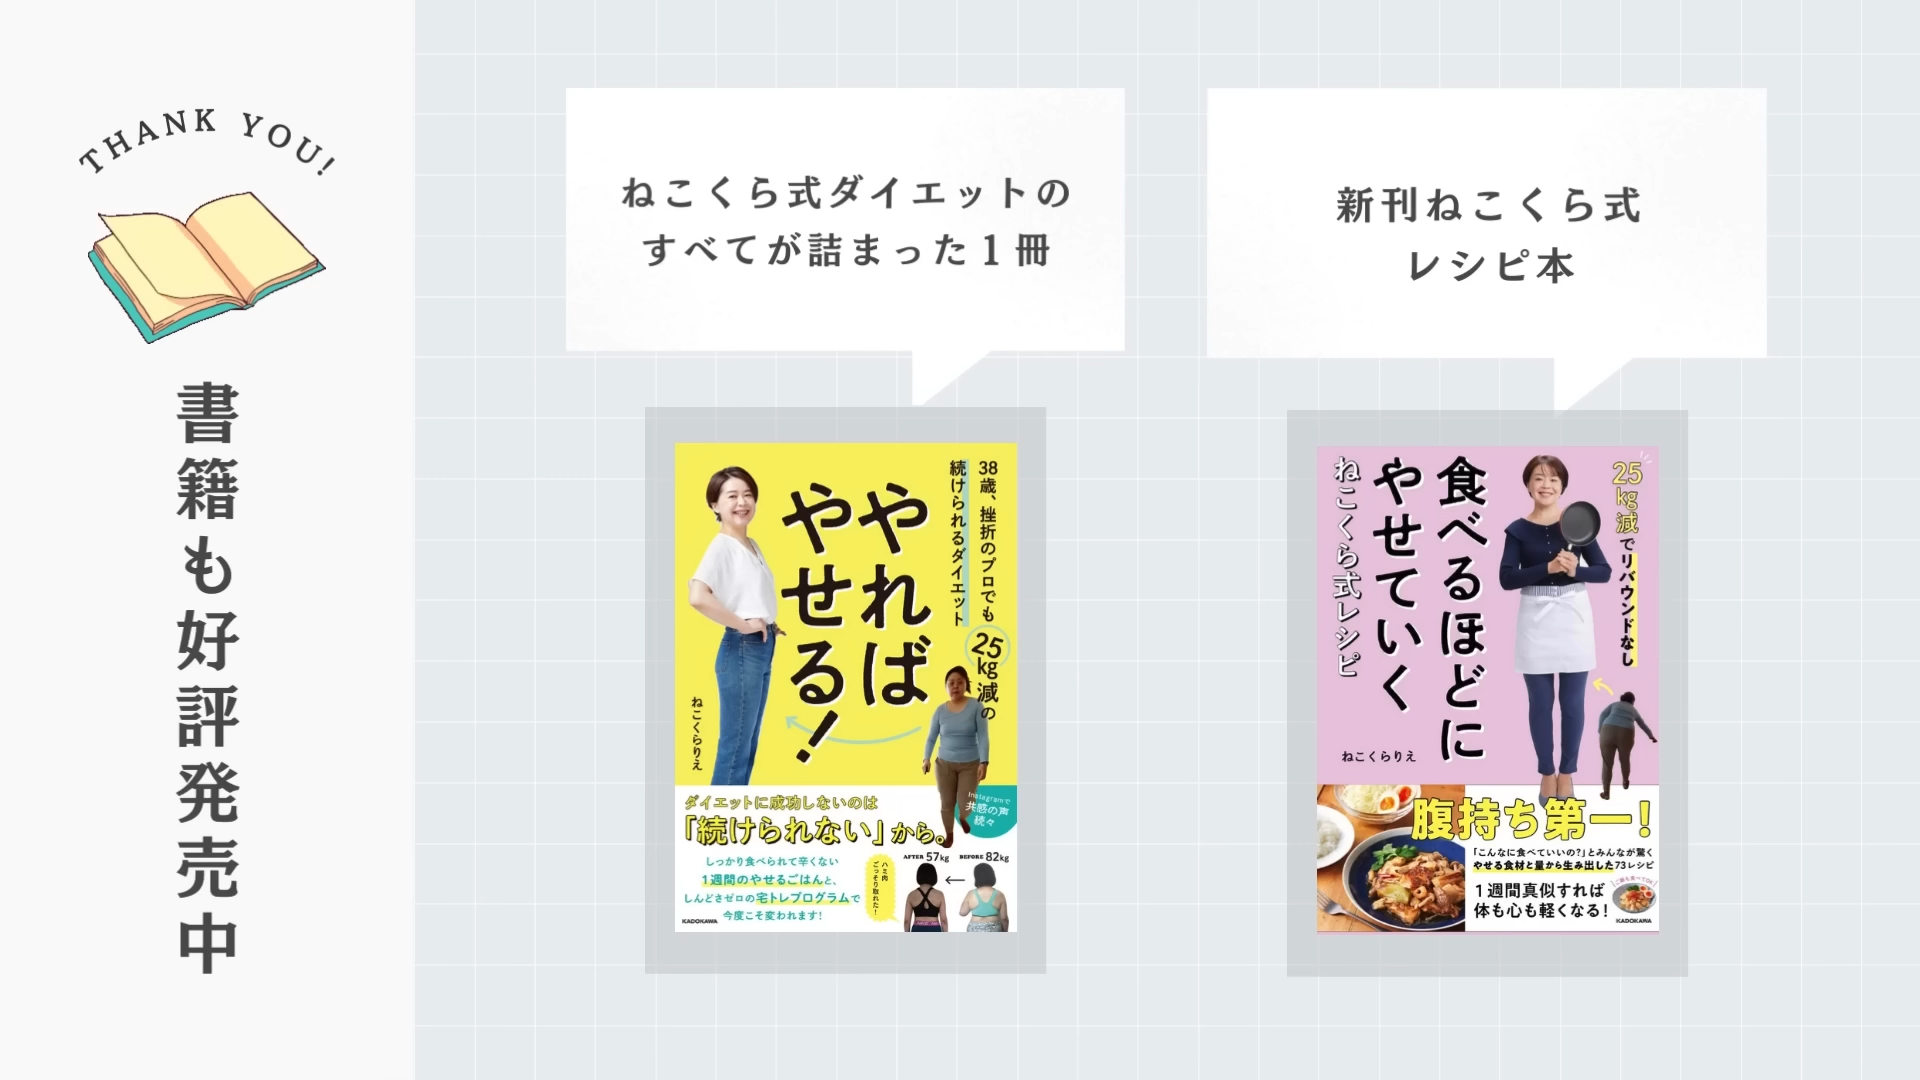 THANK YOU!
書籍も好評発売中
ねこくら式ダイエットの
すべてが詰まった1冊
38歳、挫折のプロでも
続けられるダイエット
25kg減の
やれば
やせる!
ねこくらりえ
ダイエットに成功しないのは
「続けられない」から。
Instagramで
共感の声
続々
しっかり食べられて辛くない
1週間のやせるごはんと、
しんどさゼロの宅トレプログラムで
今度こそ変われます!
KADOKAWA
ハミ肉
ごっそり取れた!
AFTER 57kg
BEFORE 82kg
新刊ねこくら式
レシピ本
25kg減でリバウンドなし
食べるほどに
やせていく
ねこくら式レシピ
ねこくらりえ
腹持ち第一!
「こんなに食べていいの?」とみんなが驚く
やせる食材と量から生み出した73レシピ
1週間真似すれば
体も心も軽くなる!
KADOKAWA